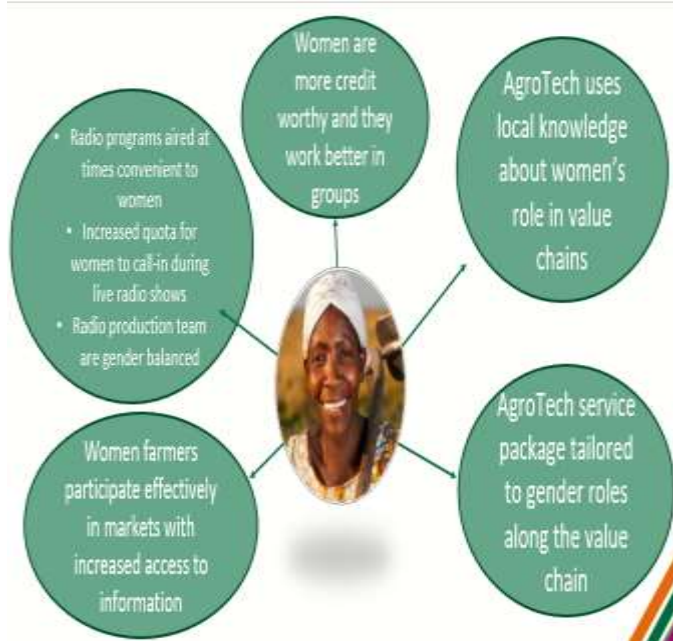 Women are
more credit
worthy and they
work better in
groups
AgroTech uses
local knowledge
about women's
role in value
chains
• Radio programs aired at
times convenient to
women
• Increased quota for
women to call-in during
live radio shows
• Radio production team
are gender balanced
AgroTech service
package tailored
to gender roles
along the value
chain
Women farmers
participate effectively
in markets with
increased access to
information